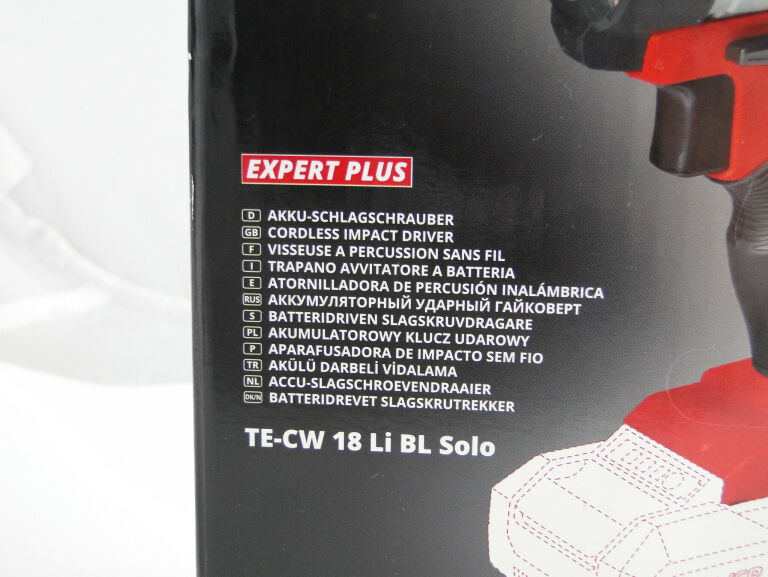 EXPERT PLUS
D AKKU-SCHLAGSCHRAUBER
GB CORDLESS IMPACT DRIVER
F VISSEUSE A PERCUSSION SANS FIL
I TRAPANO AVVITATORE A BATTERIA
E ATORNILLADORA DE PERCUSIÓN INALÁMBRICA
RUS АККУМУЛЯТОРНЫЙ УДАРНЫЙ ГАЙКОВЕРТ
S BATTERIDRIVEN SLAGSKRUVDRAGARE
PL AKUMULATOROWY KLUCZ UDAROWY
P APARAFUSADORA DE IMPACTO SEM FIO
TR AKÜLÜ DARBELİ VİDALAMA
NL ACCU-SLAGSCHROEVENDRAAIER
DK/N BATTERIDREVET SLAGSKRUTREKKER
TE-CW 18 Li BL Solo